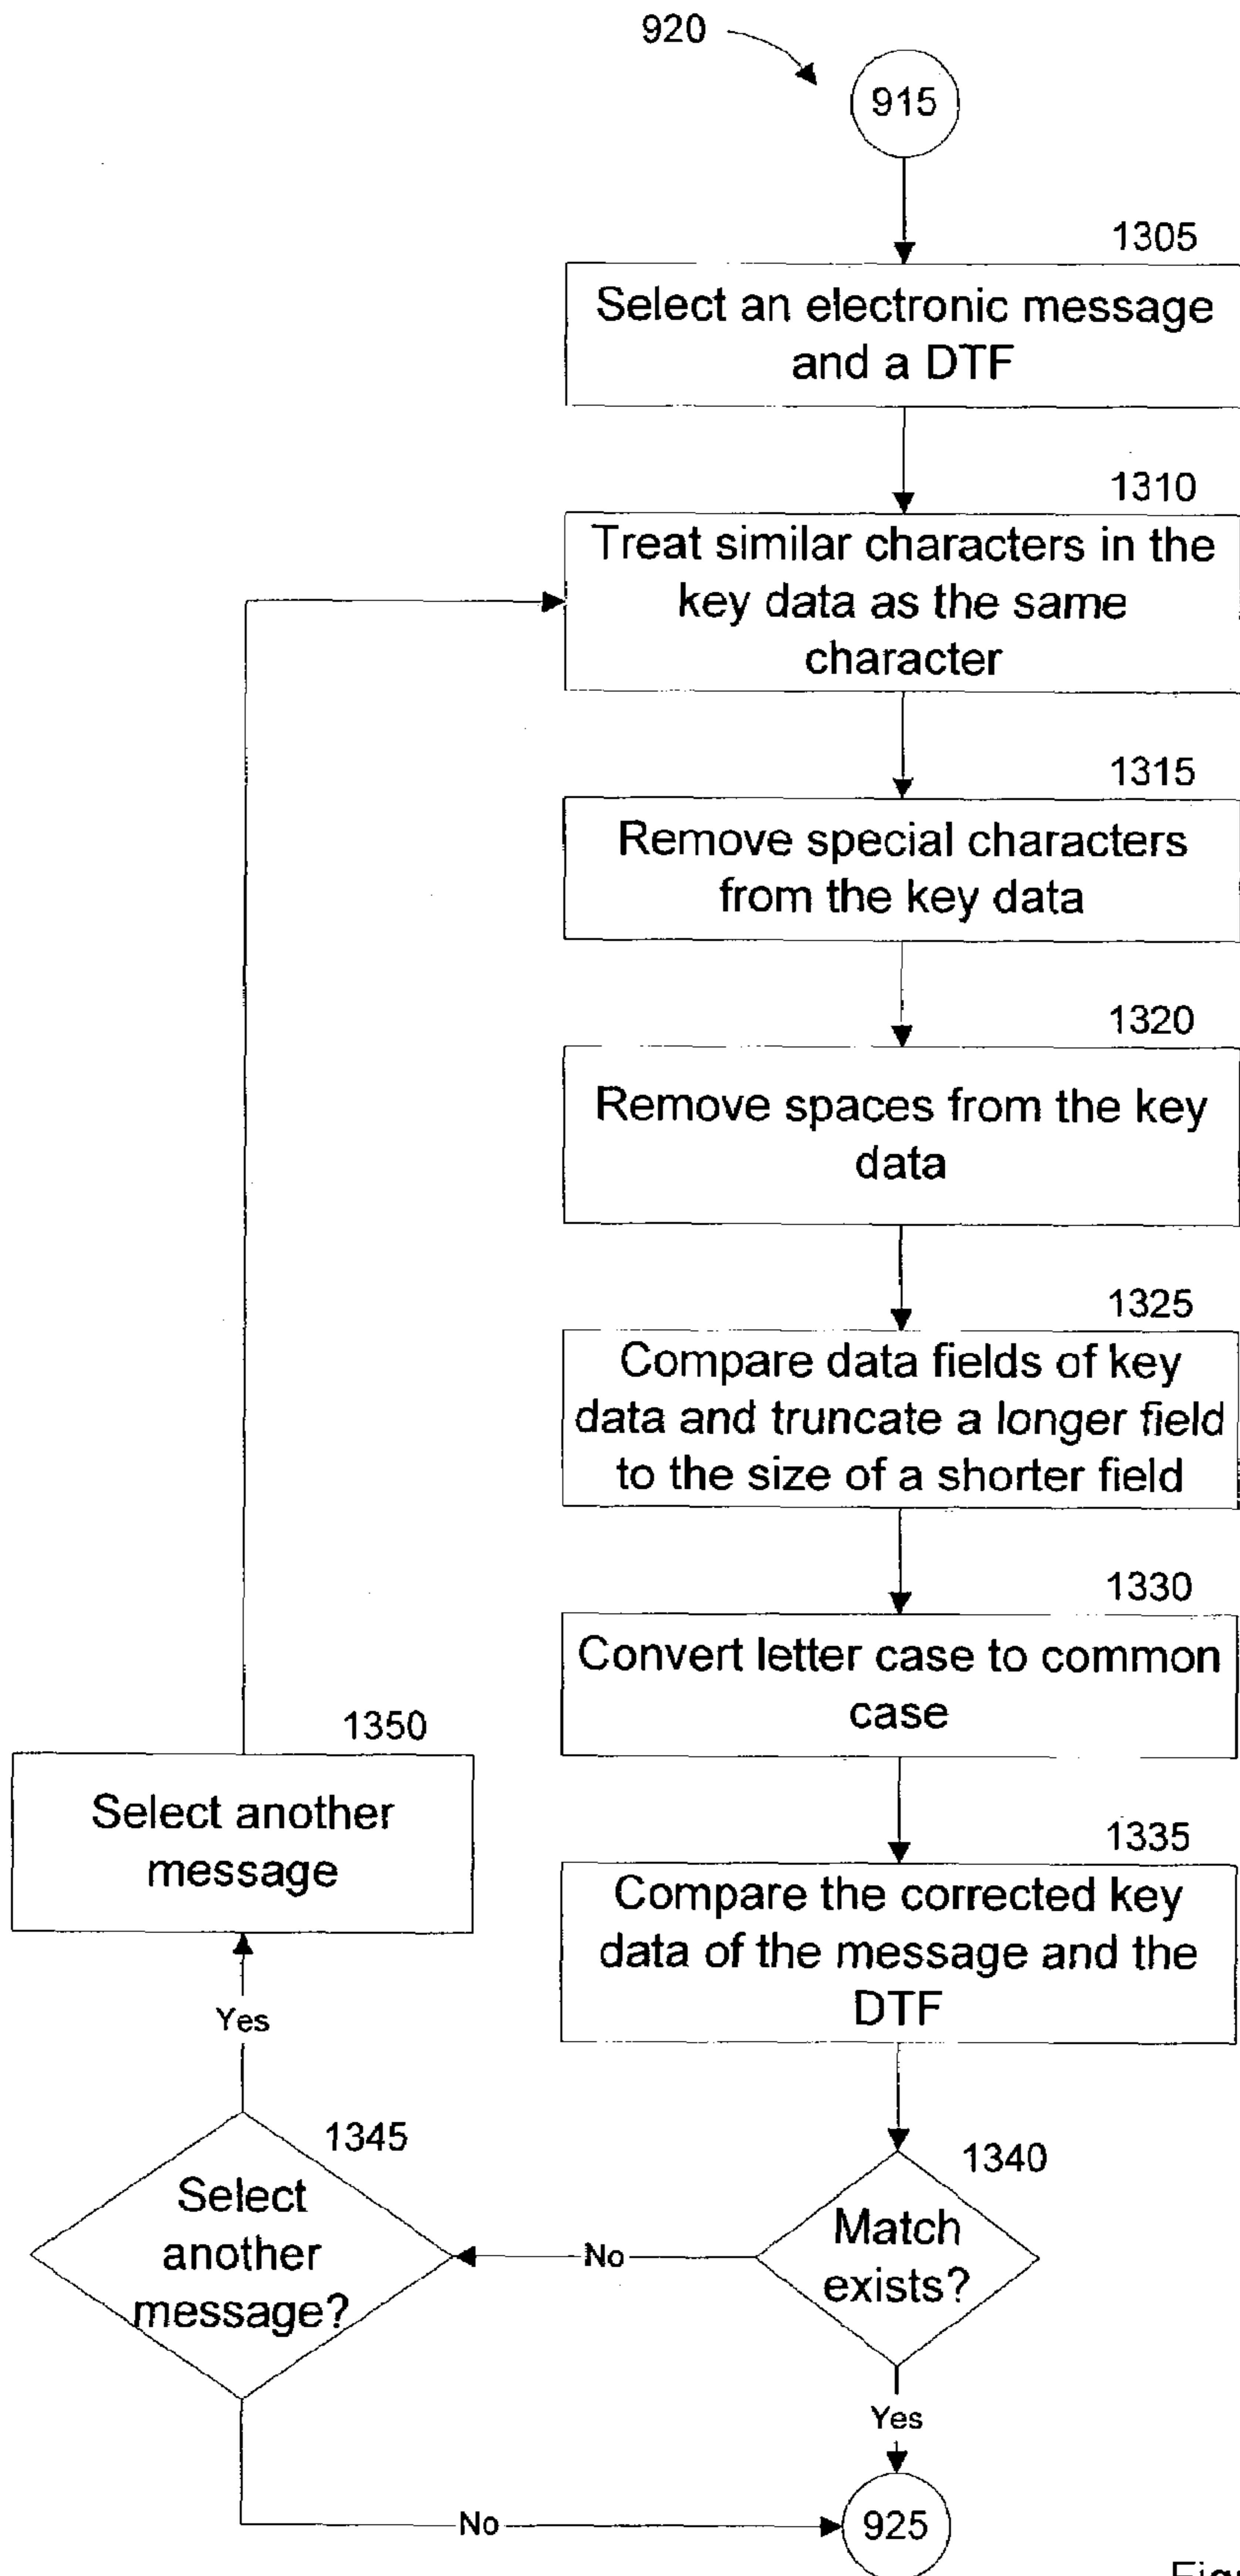 920
915
1305
Select an electronic message
and a DTF
1310
Treat similar characters in the
key data as the same
character
1315
Remove special characters
from the key data
1320
Remove spaces from the key
data
1325
Compare data fields of key
data and truncate a longer field
to the size of a shorter field
1330
Convert letter case to common
case
1350
Select another
message
1335
Compare the corrected key
data of the message and the
DTF
Yes
1345
Select
another
message?
1340
Match
exists?
No
Yes
No
925